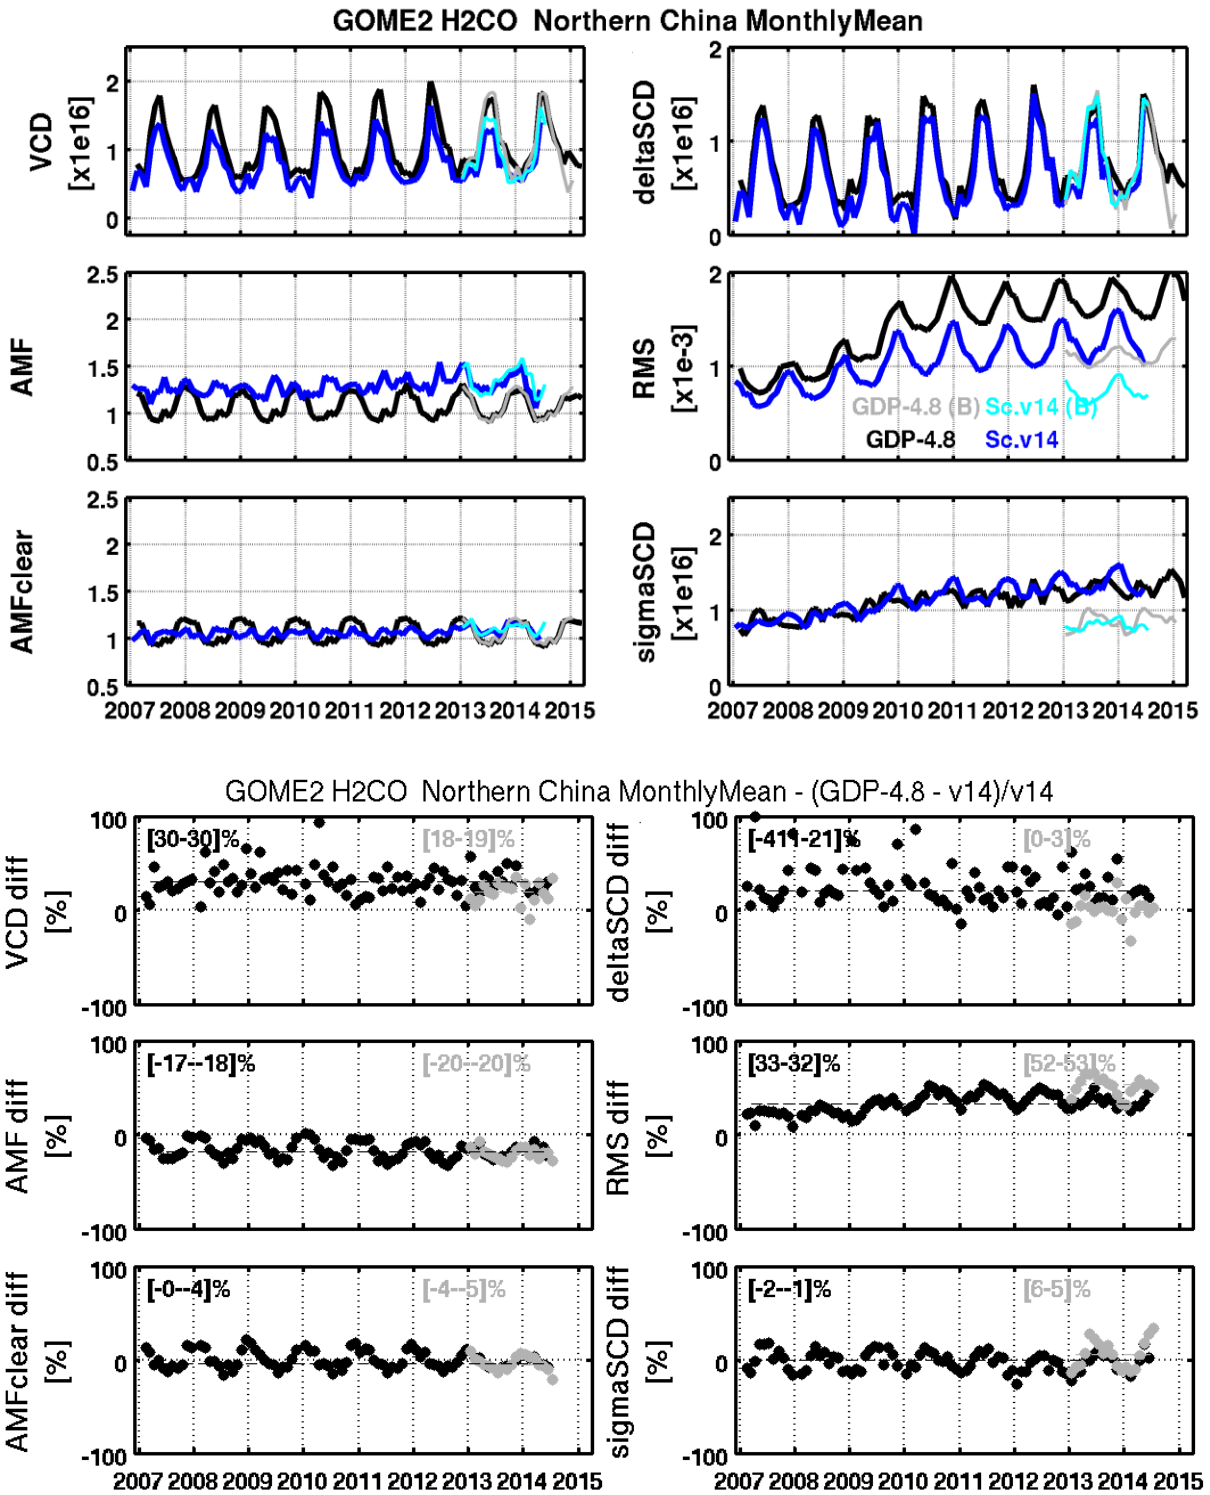 GOME2 H2CO  Northern China MonthlyMean
VCD
[x1e16]
2
1
0
deltaSCD
[x1e16]
2
1
0
AMF
2.5
2
1.5
1
0.5
RMS
[x1e-3]
2
1
0
GDP-4.8 (B) Sc.v14 (B)
GDP-4.8 Sc.v14
AMFclear
2.5
2
1.5
1
0.5
sigmaSCD
[x1e16]
2
1
0
2007 2008 2009 2010 2011 2012 2013 2014 2015
2007 2008 2009 2010 2011 2012 2013 2014 2015
GOME2 H2CO  Northern China MonthlyMean - (GDP-4.8 - v14)/v14
VCD diff
[%]
100
0
-100
[30-30]% [18-19]%
deltaSCD diff
[%]
100
0
-100
[-411-21]% [0-3]%
AMF diff
[%]
100
0
-100
[-17--18]% [-20--20]%
RMS diff
[%]
100
0
-100
[33-32]% [52-53]%
AMFclear diff
[%]
100
0
-100
[-0--4]% [-4--5]%
sigmaSCD diff
[%]
100
0
-100
[-2--1]% [6-5]%
2007 2008 2009 2010 2011 2012 2013 2014 2015
2007 2008 2009 2010 2011 2012 2013 2014 2015